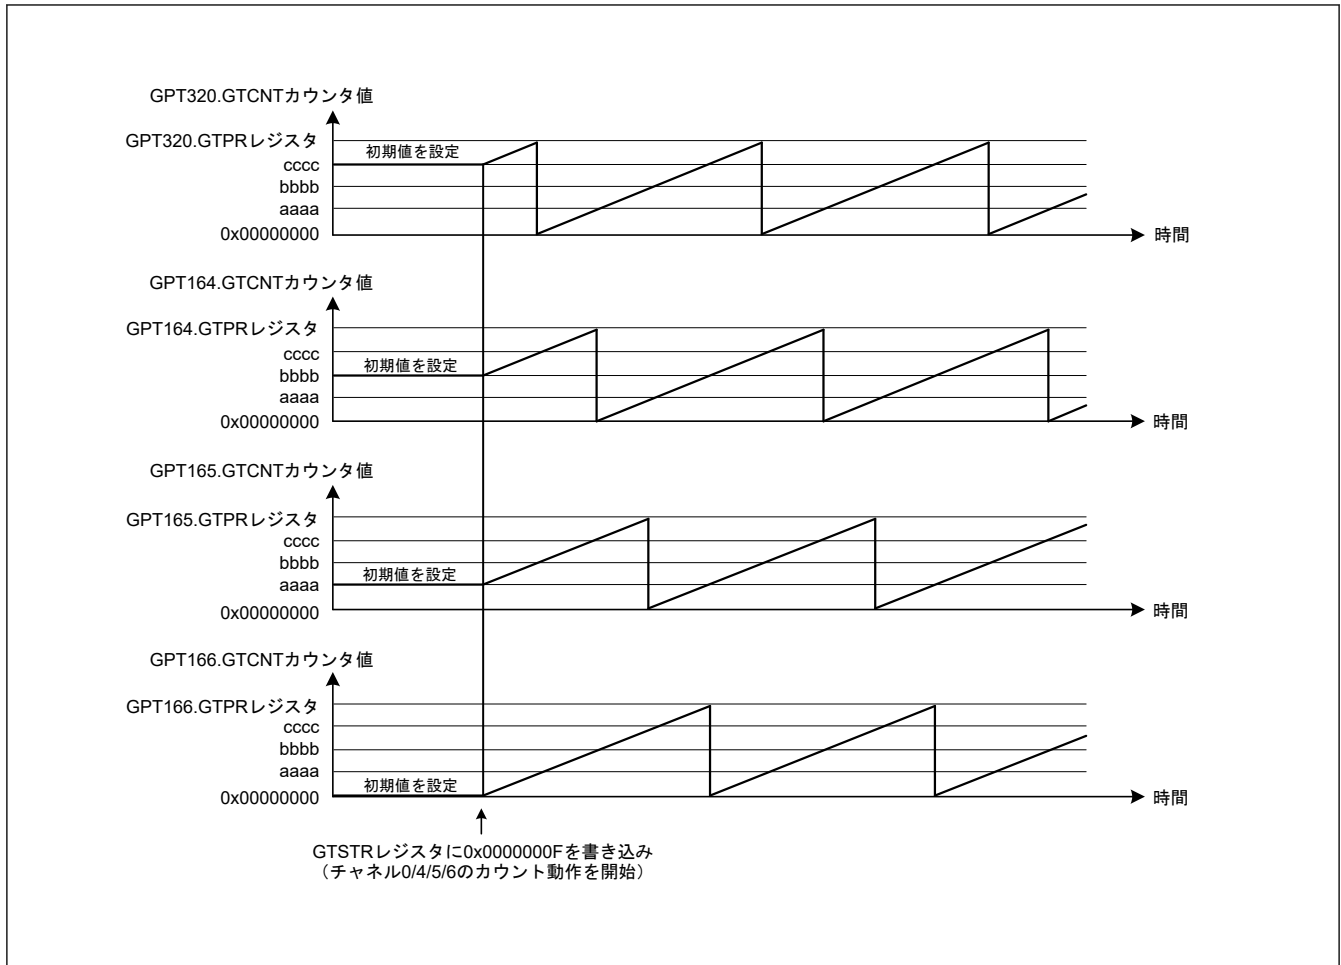 GPT320.GTCNTカウンタ値
GPT320.GTPRレジスタ
初期値を設定
cccc
bbbb
aaaa
0x00000000
時間
GPT164.GTCNTカウンタ値
GPT164.GTPRレジスタ
cccc
初期値を設定
bbbb
aaaa
0x00000000
時間
GPT165.GTCNTカウンタ値
GPT165.GTPRレジスタ
cccc
bbbb
初期値を設定
aaaa
0x00000000
時間
GPT166.GTCNTカウンタ値
GPT166.GTPRレジスタ
cccc
bbbb
aaaa
初期値を設定
0x00000000
時間
GTSTRレジスタに0x0000000Fを書き込み
（チャネル0/4/5/6のカウント動作を開始）